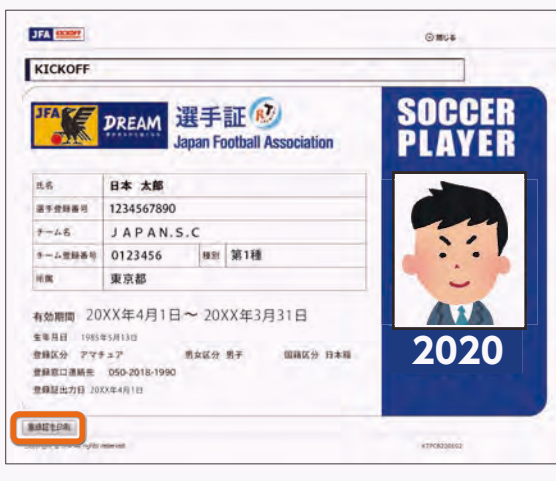 JFA KICKOFF
閉じる
KICKOFF
JFA DREAM 選手証
Japan Football Association
SOCCER
PLAYER
氏名 日本 太郎
選手登録番号 1234567890
チーム名 JAPAN.S.C
チーム登録番号 0123456 種別 第1種
所属 東京都
有効期間 20XX年4月1日〜 20XX年3月31日
生年月日 1985年5月13日
登録区分 アマチュア 男女区分 男子 国籍区分 日本籍
登録窓口連絡先 050-2018-1990
登録証出力日 20XX年4月1日
2020
登録証を印刷
rights reserved